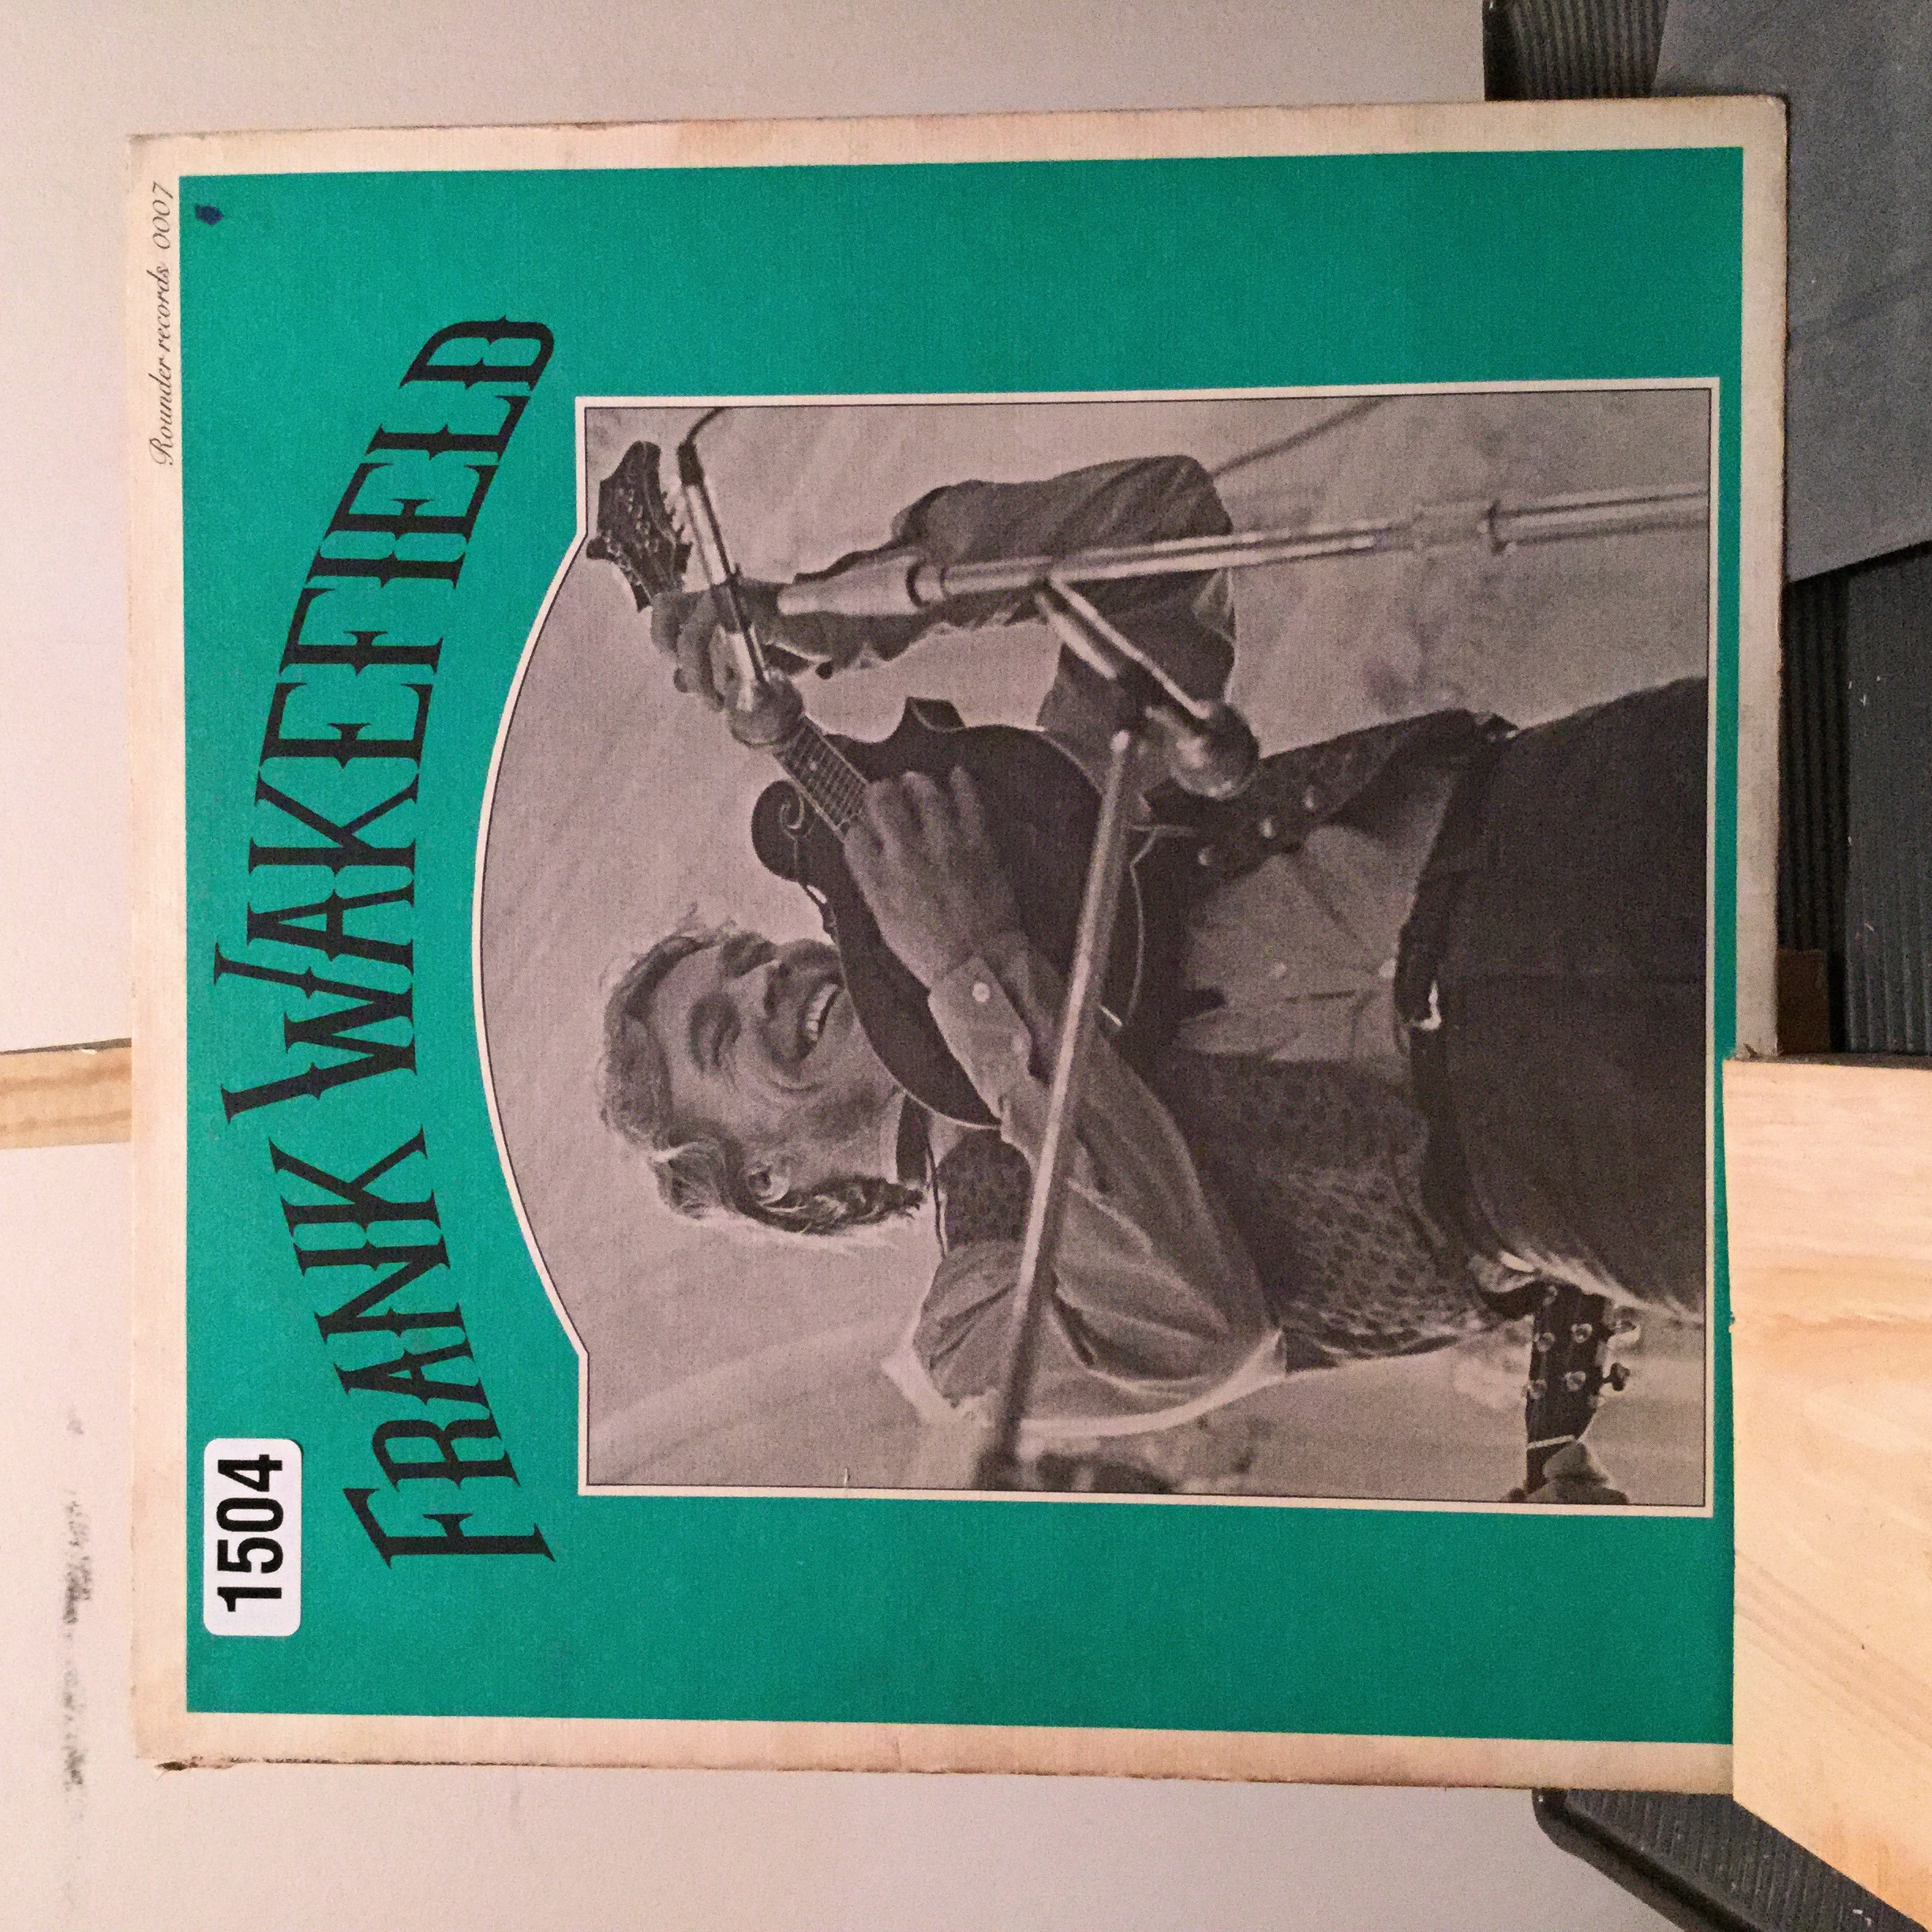 Rounder records 0007
1504
FRANK WAKEFIELD